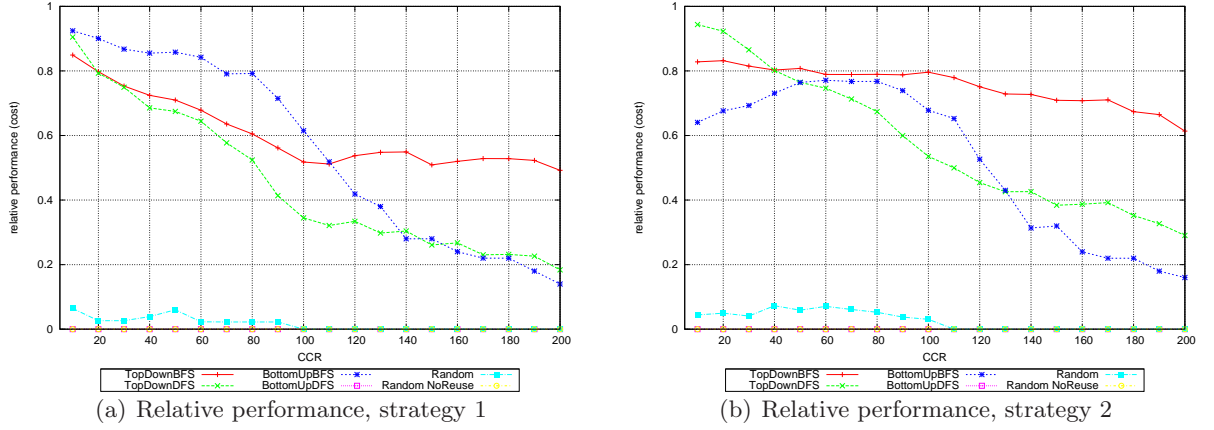 1
0.8
0.6
0.4
0.2
0
relative performance (cost)
20 40 60 80 100 120 140 160 180 200
CCR
TopDownBFS BottomUpBFS Random
TopDownDFS BottomUpDFS Random NoReuse
(a) Relative performance, strategy 1
1
0.8
0.6
0.4
0.2
0
relative performance (cost)
20 40 60 80 100 120 140 160 180 200
CCR
TopDownBFS BottomUpBFS Random
TopDownDFS BottomUpDFS Random NoReuse
(b) Relative performance, strategy 2